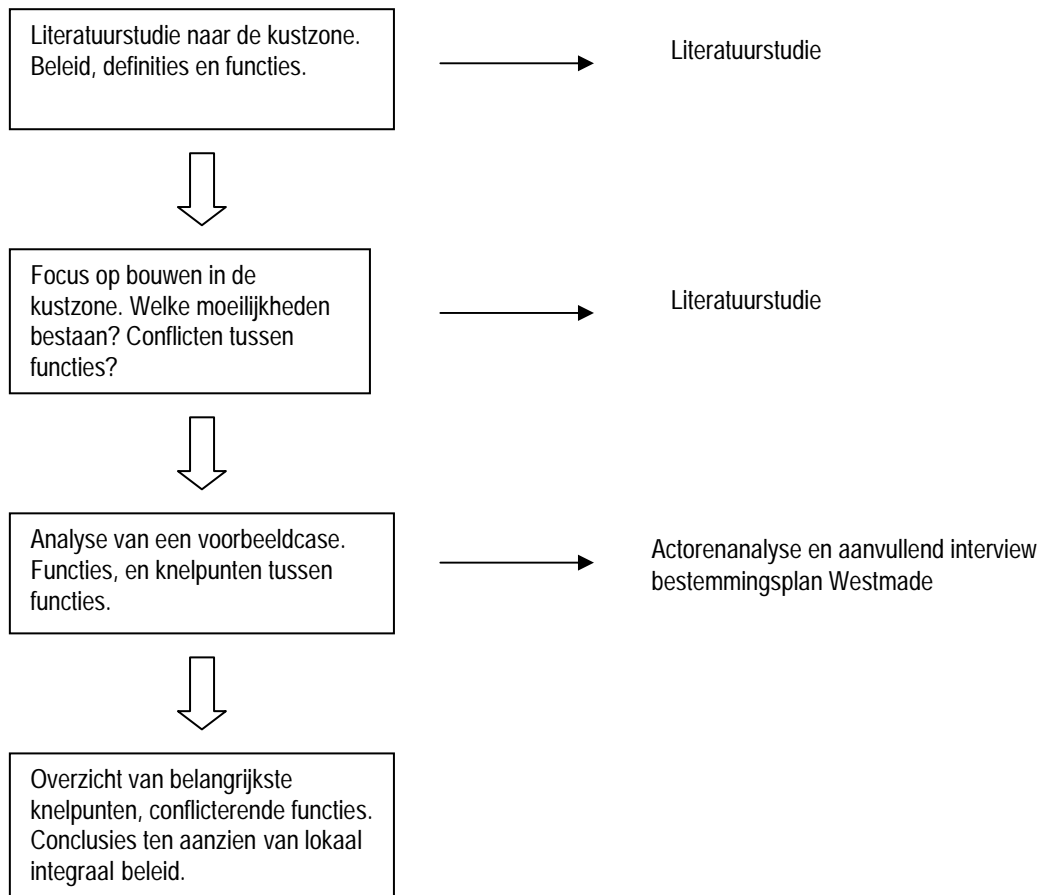 Literatuurstudie naar de kustzone.
Beleid, definities en functies.
Literatuurstudie
Focus op bouwen in de
kustzone. Welke moeilijkheden
bestaan? Conflicten tussen
functies?
Literatuurstudie
Analyse van een voorbeeldcase.
Functies, en knelpunten tussen
functies.
Actorenanalyse en aanvullend interview
bestemmingsplan Westmade
Overzicht van belangrijkste
knelpunten, conflicterende functies.
Conclusies ten aanzien van lokaal
integraal beleid.